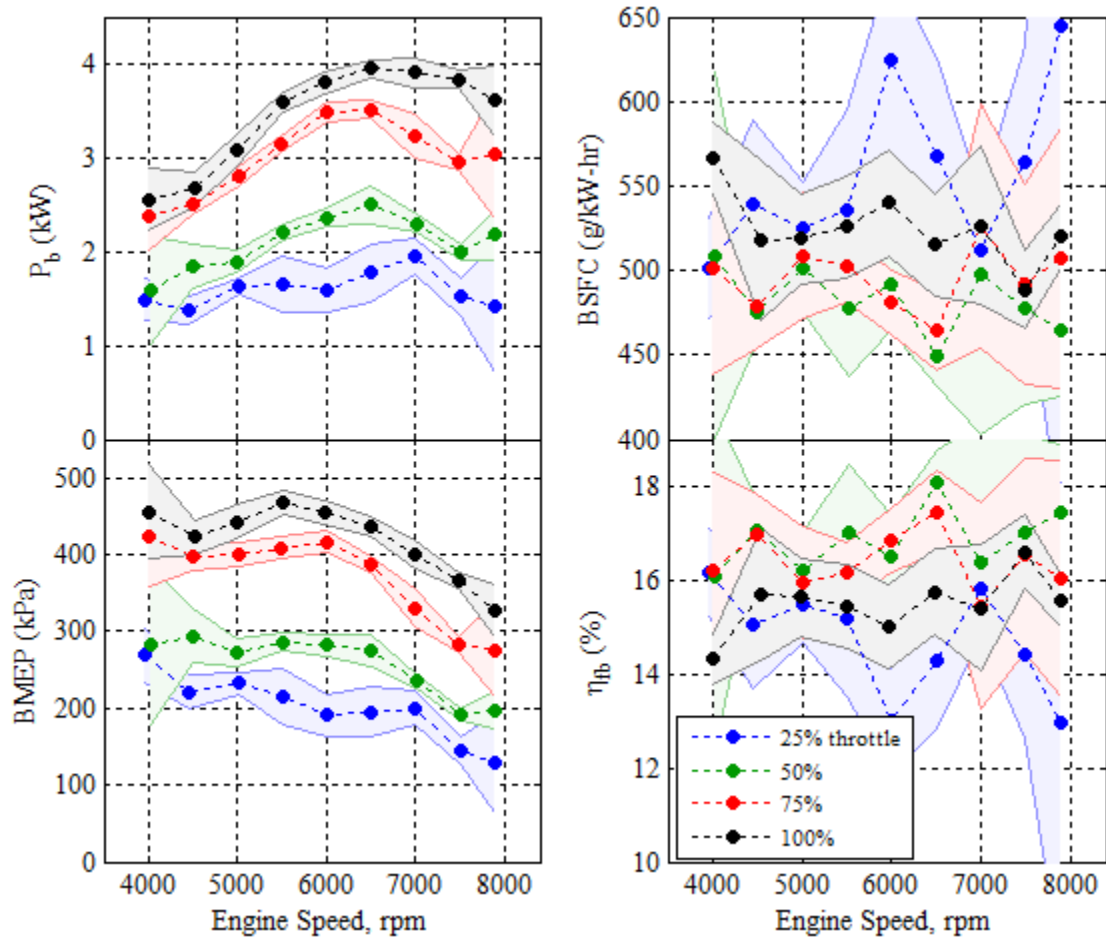 P_b (kW)
4
3
2
1
0
BMEP (kPa)
500
400
300
200
100
0
4000 5000 6000 7000 8000
Engine Speed, rpm
BSFC (g/kW-hr)
650
600
550
500
450
400
η_fb (%)
18
16
14
12
10
25% throttle
50%
75%
100%
4000 5000 6000 7000 8000
Engine Speed, rpm